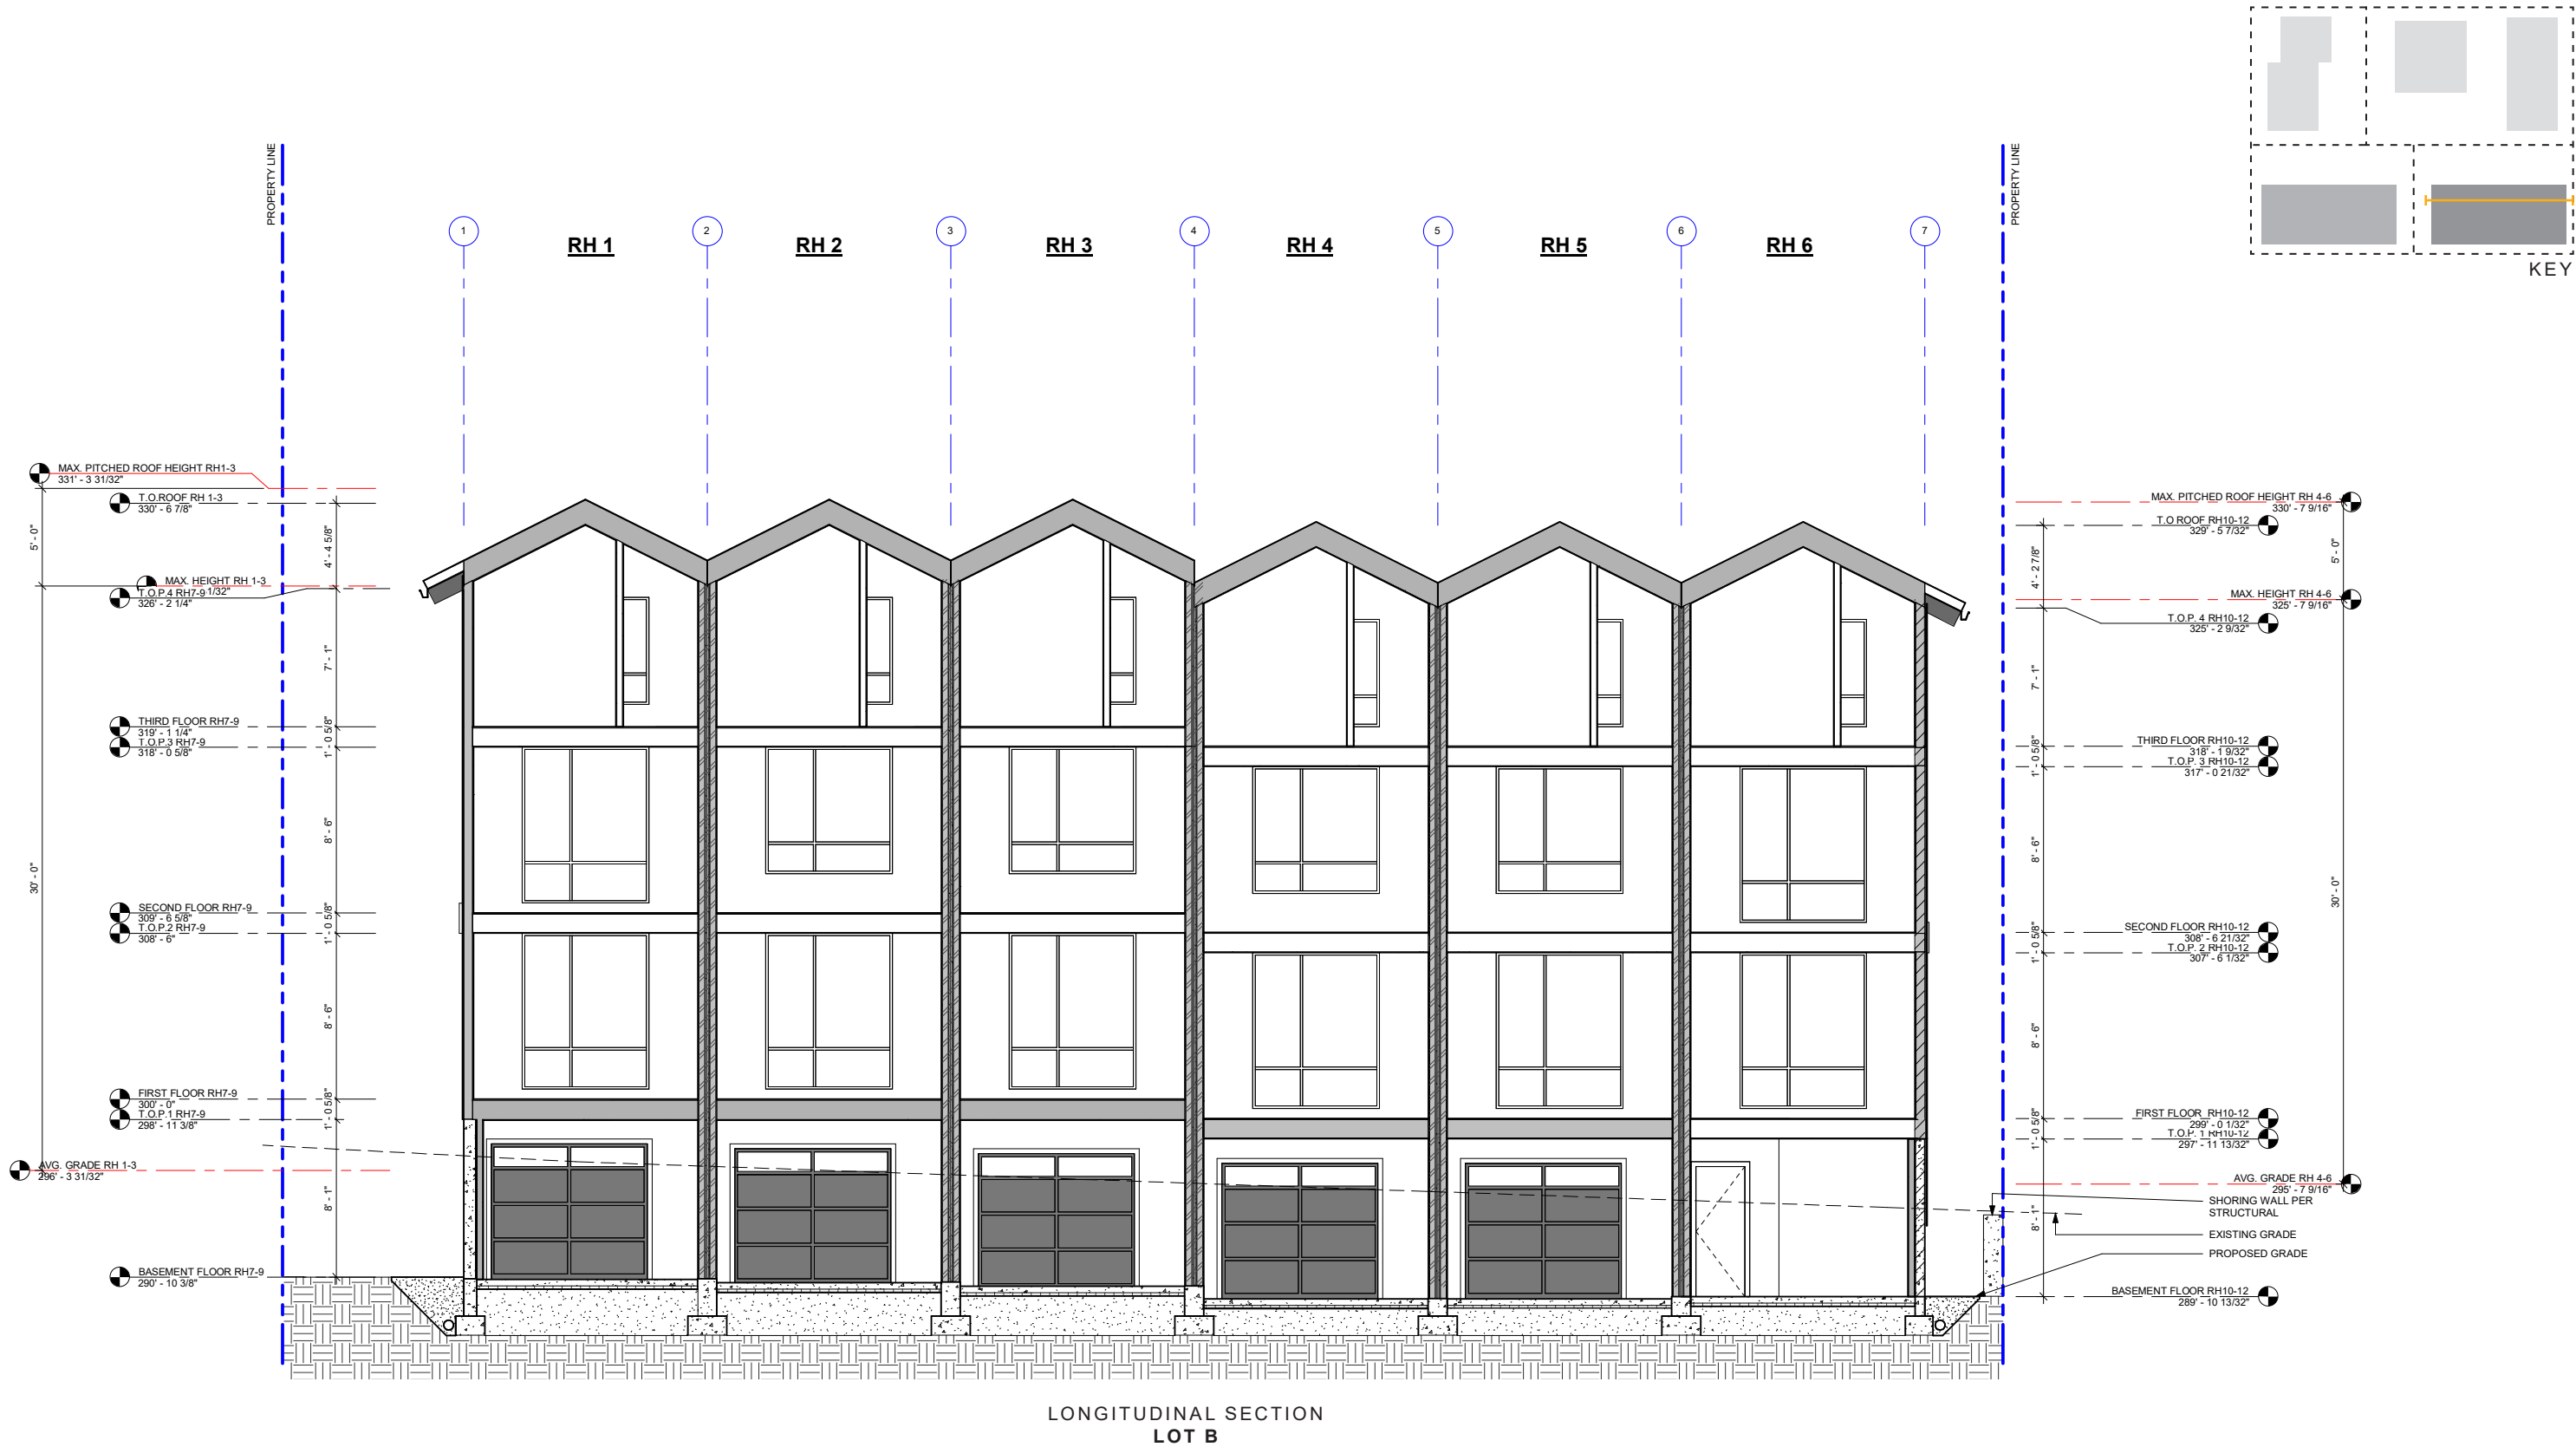 KEY
PROPERTY LINE
PROPERTY LINE
1
2
3
4
5
6
7
RH 1
RH 2
RH 3
RH 4
RH 5
RH 6
MAX. PITCHED ROOF HEIGHT RH1-3
331' - 3 31/32"
T.O.ROOF RH 1-3
330' - 6 7/8"
MAX. HEIGHT RH 1-3
1/32"
T.O.P.4 RH7-9
326' - 2 1/4"
THIRD FLOOR RH7-9
319' - 1 1/4"
T.O.P.3 RH7-9
318' - 0 5/8"
SECOND FLOOR RH7-9
309' - 6 5/8"
T.O.P.2 RH7-9
308' - 6"
FIRST FLOOR RH7-9
300' - 0"
T.O.P.1 RH7-9
298' - 11 3/8"
AVG. GRADE RH 1-3
296' - 3 31/32"
BASEMENT FLOOR RH7-9
290' - 10 3/8"
5' - 0"
30' - 0"
4' - 4 5/8"
7' - 1"
1' - 0 5/8"
8' - 6"
1' - 0 5/8"
8' - 6"
1' - 0 5/8"
8' - 1"
MAX. PITCHED ROOF HEIGHT RH 4-6
330' - 7 9/16"
T.O ROOF RH10-12
329' - 5 7/32"
MAX. HEIGHT RH 4-6
325' - 7 9/16"
T.O.P. 4 RH10-12
325' - 2 9/32"
THIRD FLOOR RH10-12
318' - 1 9/32"
T.O.P. 3 RH10-12
317' - 0 21/32"
SECOND FLOOR RH10-12
308' - 6 21/32"
T.O.P. 2 RH10-12
307' - 6 1/32"
FIRST FLOOR  RH10-12
299' - 0 1/32"
T.O.P. 1 RH10-12
297' - 11 13/32"
AVG. GRADE RH 4-6
295' - 7 9/16"
SHORING WALL PER
STRUCTURAL
EXISTING GRADE
PROPOSED GRADE
BASEMENT FLOOR RH10-12
289' - 10 13/32"
4' - 2 7/8"
7' - 1"
1' - 0 5/8"
8' - 6"
1' - 0 5/8"
8' - 6"
1' - 0 5/8"
8' - 1"
5' - 0"
30' - 0"
LONGITUDINAL SECTION
LOT B